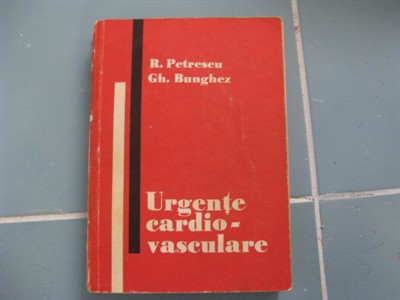 R. Petrescu
Gh. Bunghez
Urgențe
cardio-
vasculare